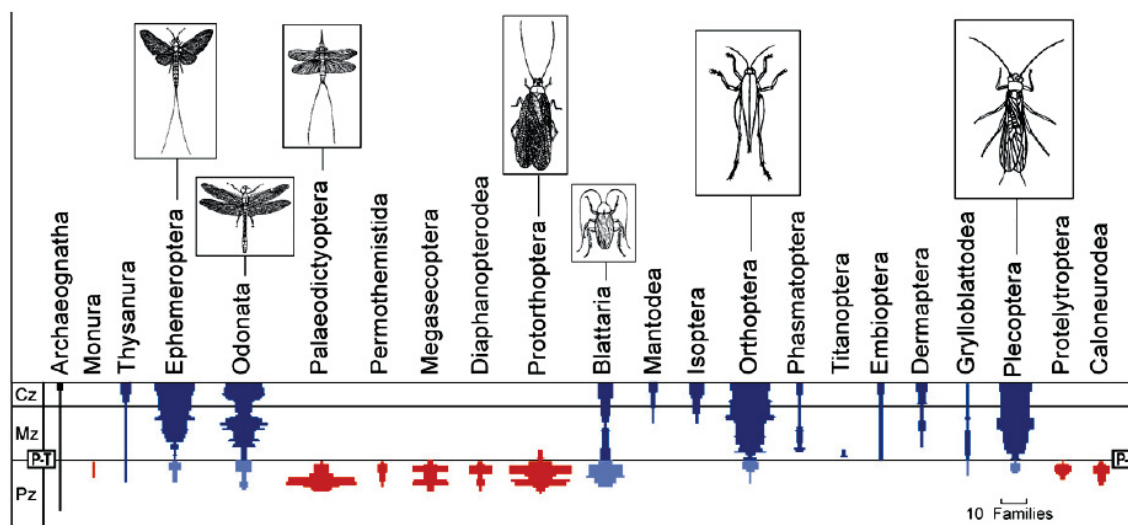 Archaeognatha
Monura
Thysanura
Ephemeroptera
Odonata
Palaeodictyoptera
Permothemistida
Megasecoptera
Diaphanopterodea
Protorthoptera
Blattaria
Mantodea
Isoptera
Orthoptera
Phasmatoptera
Titanoptera
Embioptera
Dermaptera
Grylloblattodea
Plecoptera
Protelytroptera
Caloneurodea
Cz
Mz
P-T
P-
Pz
10 Families